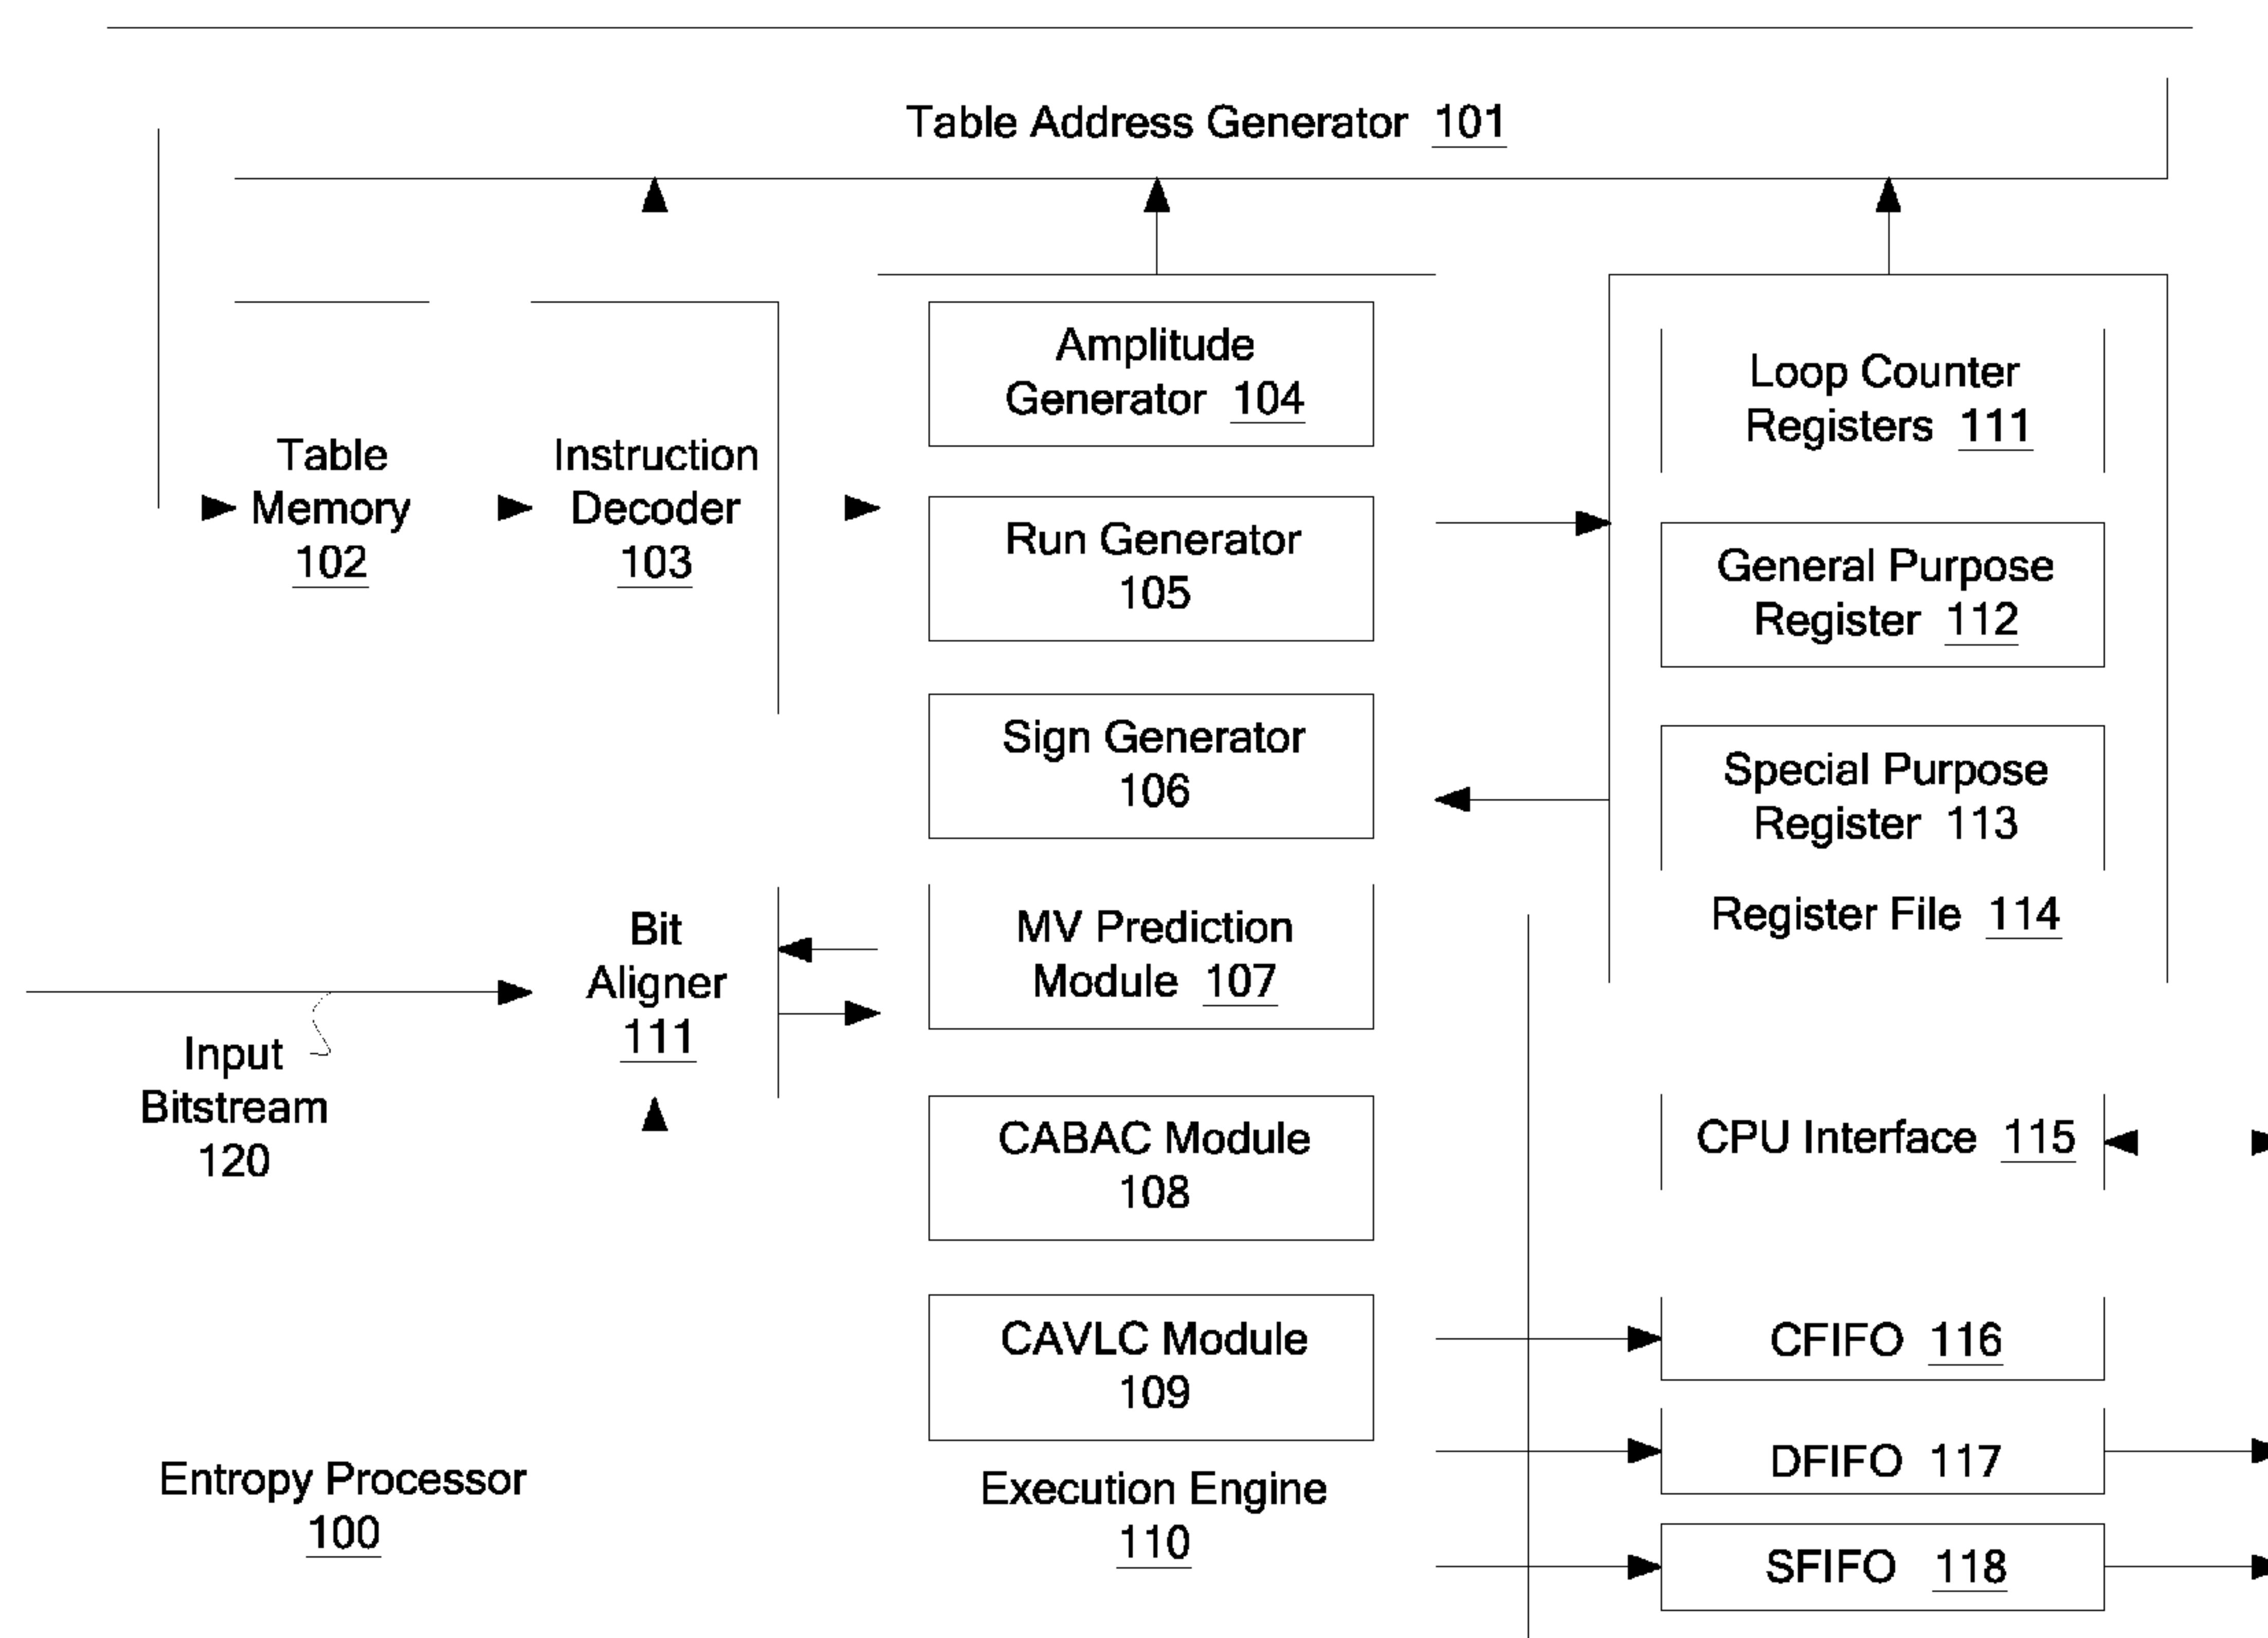 Table Address Generator 101
Amplitude
Generator 104
Loop Counter
Registers 111
Table
Memory
102
Instruction
Decoder
103
Run Generator
105
General Purpose
Register 112
Sign Generator
106
Special Purpose
Register 113
Register File 114
Bit
Aligner
111
MV Prediction
Module 107
Input
Bitstream
120
CABAC Module
108
CPU Interface 115
CAVLC Module
109
CFIFO 116
DFIFO 117
SFIFO 118
Entropy Processor
100
Execution Engine
110